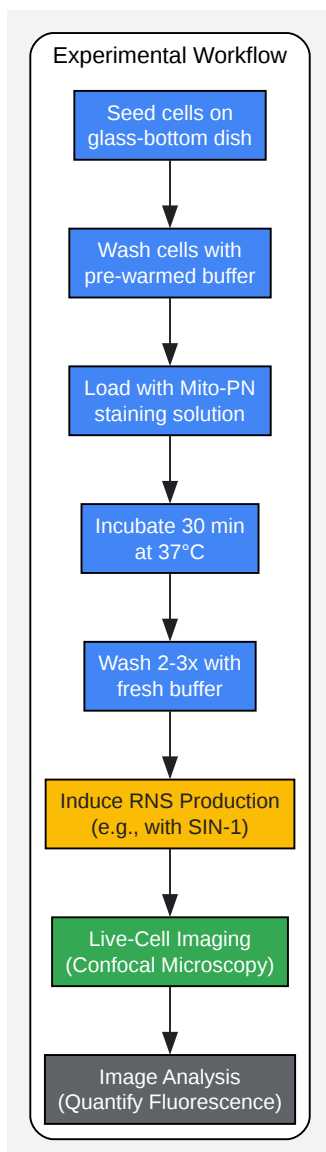 Experimental Workflow
Seed cells on
glass-bottom dish
Wash cells with
pre-warmed buffer
Load with Mito-PN
staining solution
Incubate 30 min
at 37°C
Wash 2-3x with
fresh buffer
Induce RNS Production
(e.g., with SIN-1)
Live-Cell Imaging
(Confocal Microscopy)
Image Analysis
(Quantify Fluorescence)